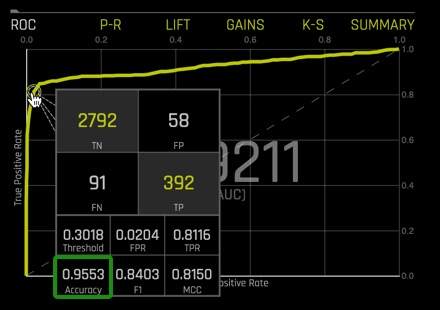 ROC P-R LIFT GAINS K-S SUMMARY
0.0 0.2 0.4 0.6 0.8 1.0
1.0
0.8
0.6
0.4
0.2
0.0
True Positive Rate
2792 58
TN FP
91 392
FN TP
9211
AUC)
0.3018 0.0204 0.8116
Threshold FPR TPR
0.9553 0.8403 0.8150
Accuracy F1 MCC
ositive Rate